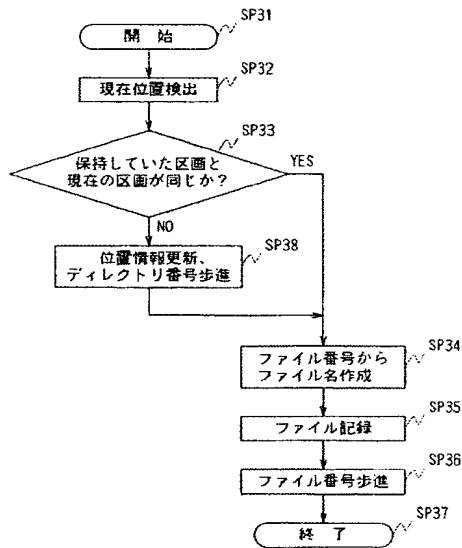 SP31
開 始
SP32
現在位置検出
SP33
保持していた区画と
現在の区画が同じか?
YES
NO
SP38
位置情報更新、
ディレクトリ番号歩進
SP34
ファイル番号から
ファイル名作成
SP35
ファイル記録
SP36
ファイル番号歩進
SP37
終 了